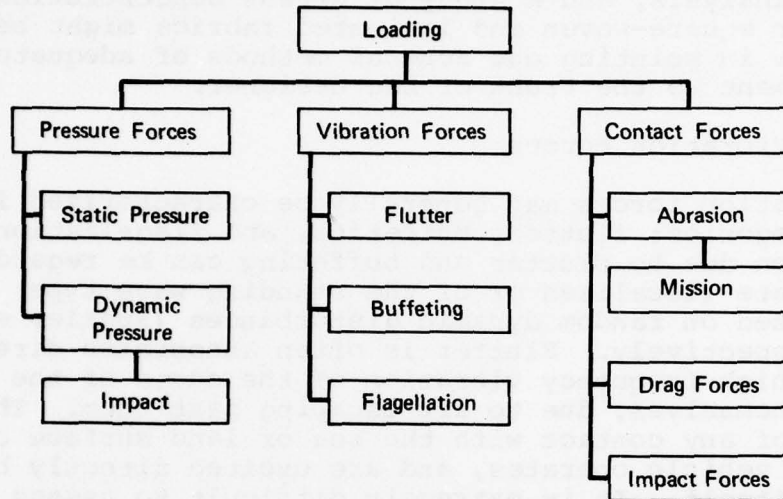 Loading
Pressure Forces
Vibration Forces
Contact Forces
Static Pressure
Flutter
Abrasion
Dynamic
Pressure
Buffeting
Mission
Impact
Flagellation
Drag Forces
Impact Forces